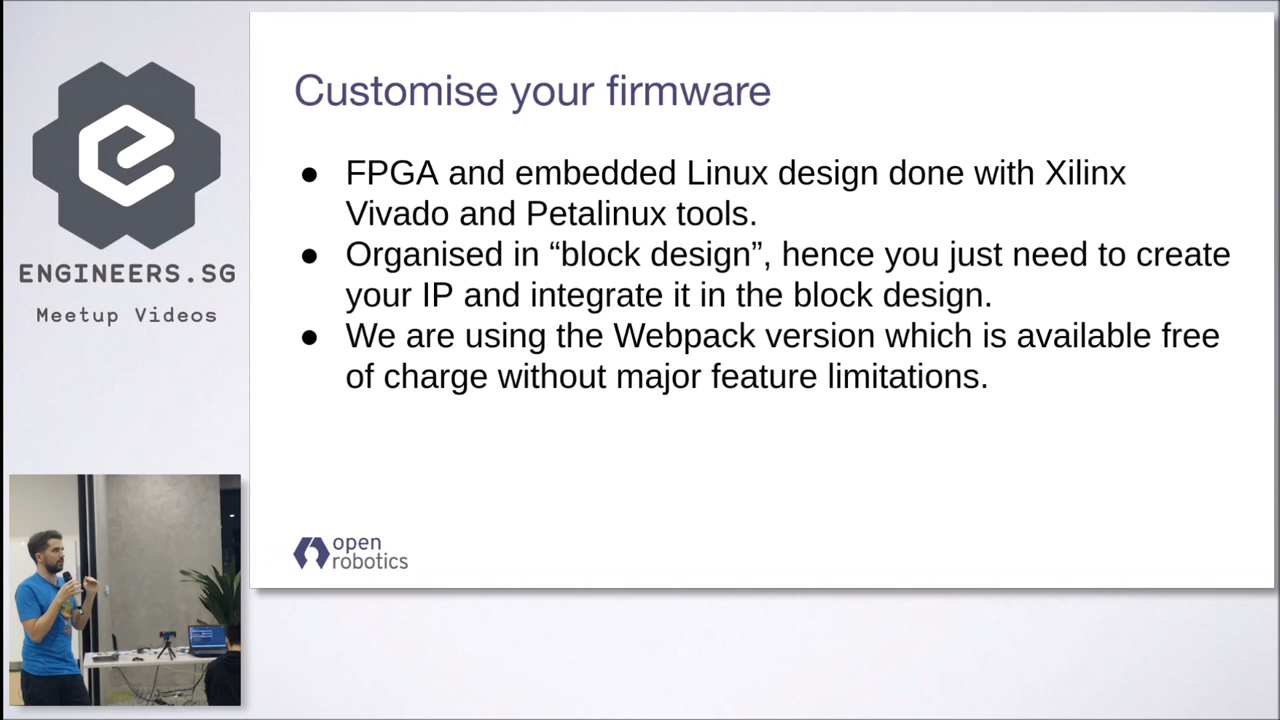 ENGINEERS.SG
Meetup Videos
Customise your firmware
● FPGA and embedded Linux design done with Xilinx
Vivado and Petalinux tools.
● Organised in “block design”, hence you just need to create
your IP and integrate it in the block design.
● We are using the Webpack version which is available free
of charge without major feature limitations.
open
robotics